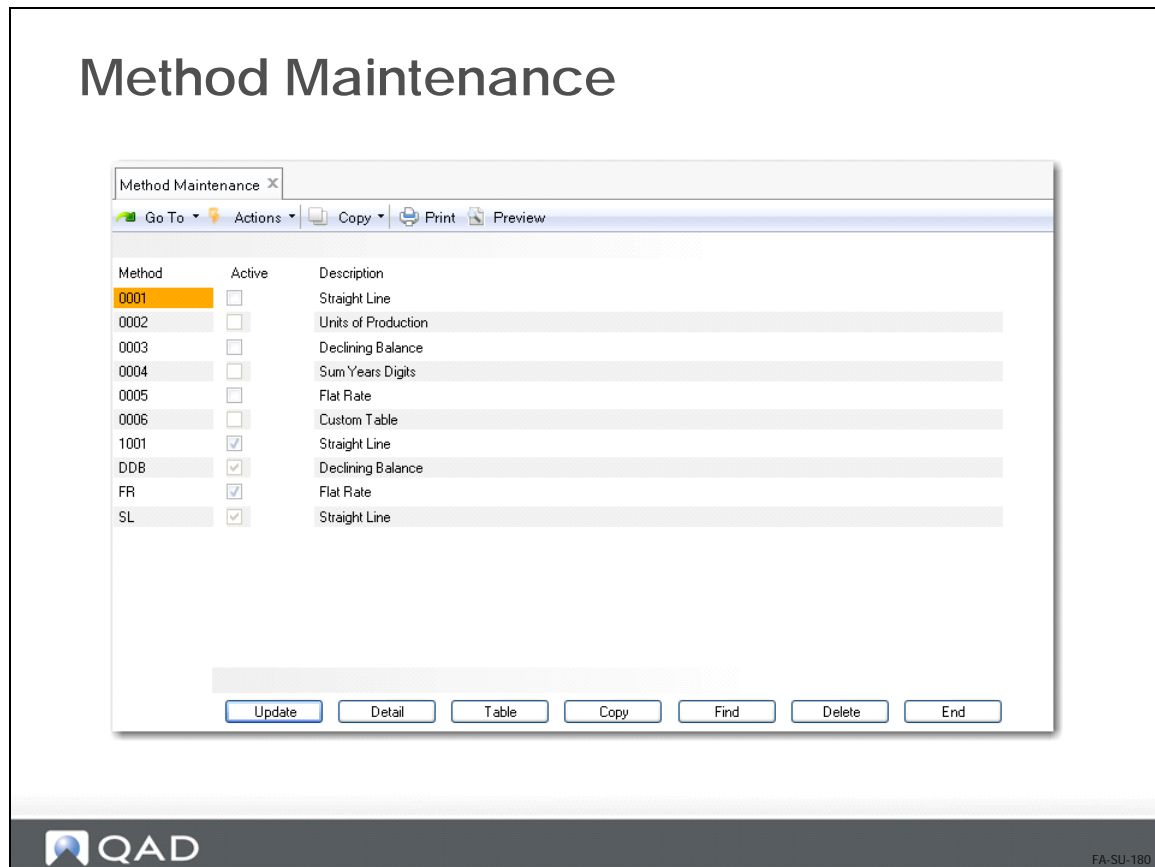 Method Maintenance
Method Maintenance X
Go To Actions Copy Print Preview
Method Active Description
0001 Straight Line
0002 Units of Production
0003 Declining Balance
0004 Sum Years Digits
0005 Flat Rate
0006 Custom Table
1001 Straight Line
DDB Declining Balance
FR Flat Rate
SL Straight Line
Update Detail Table Copy Find Delete End
QAD
FA-SU-180